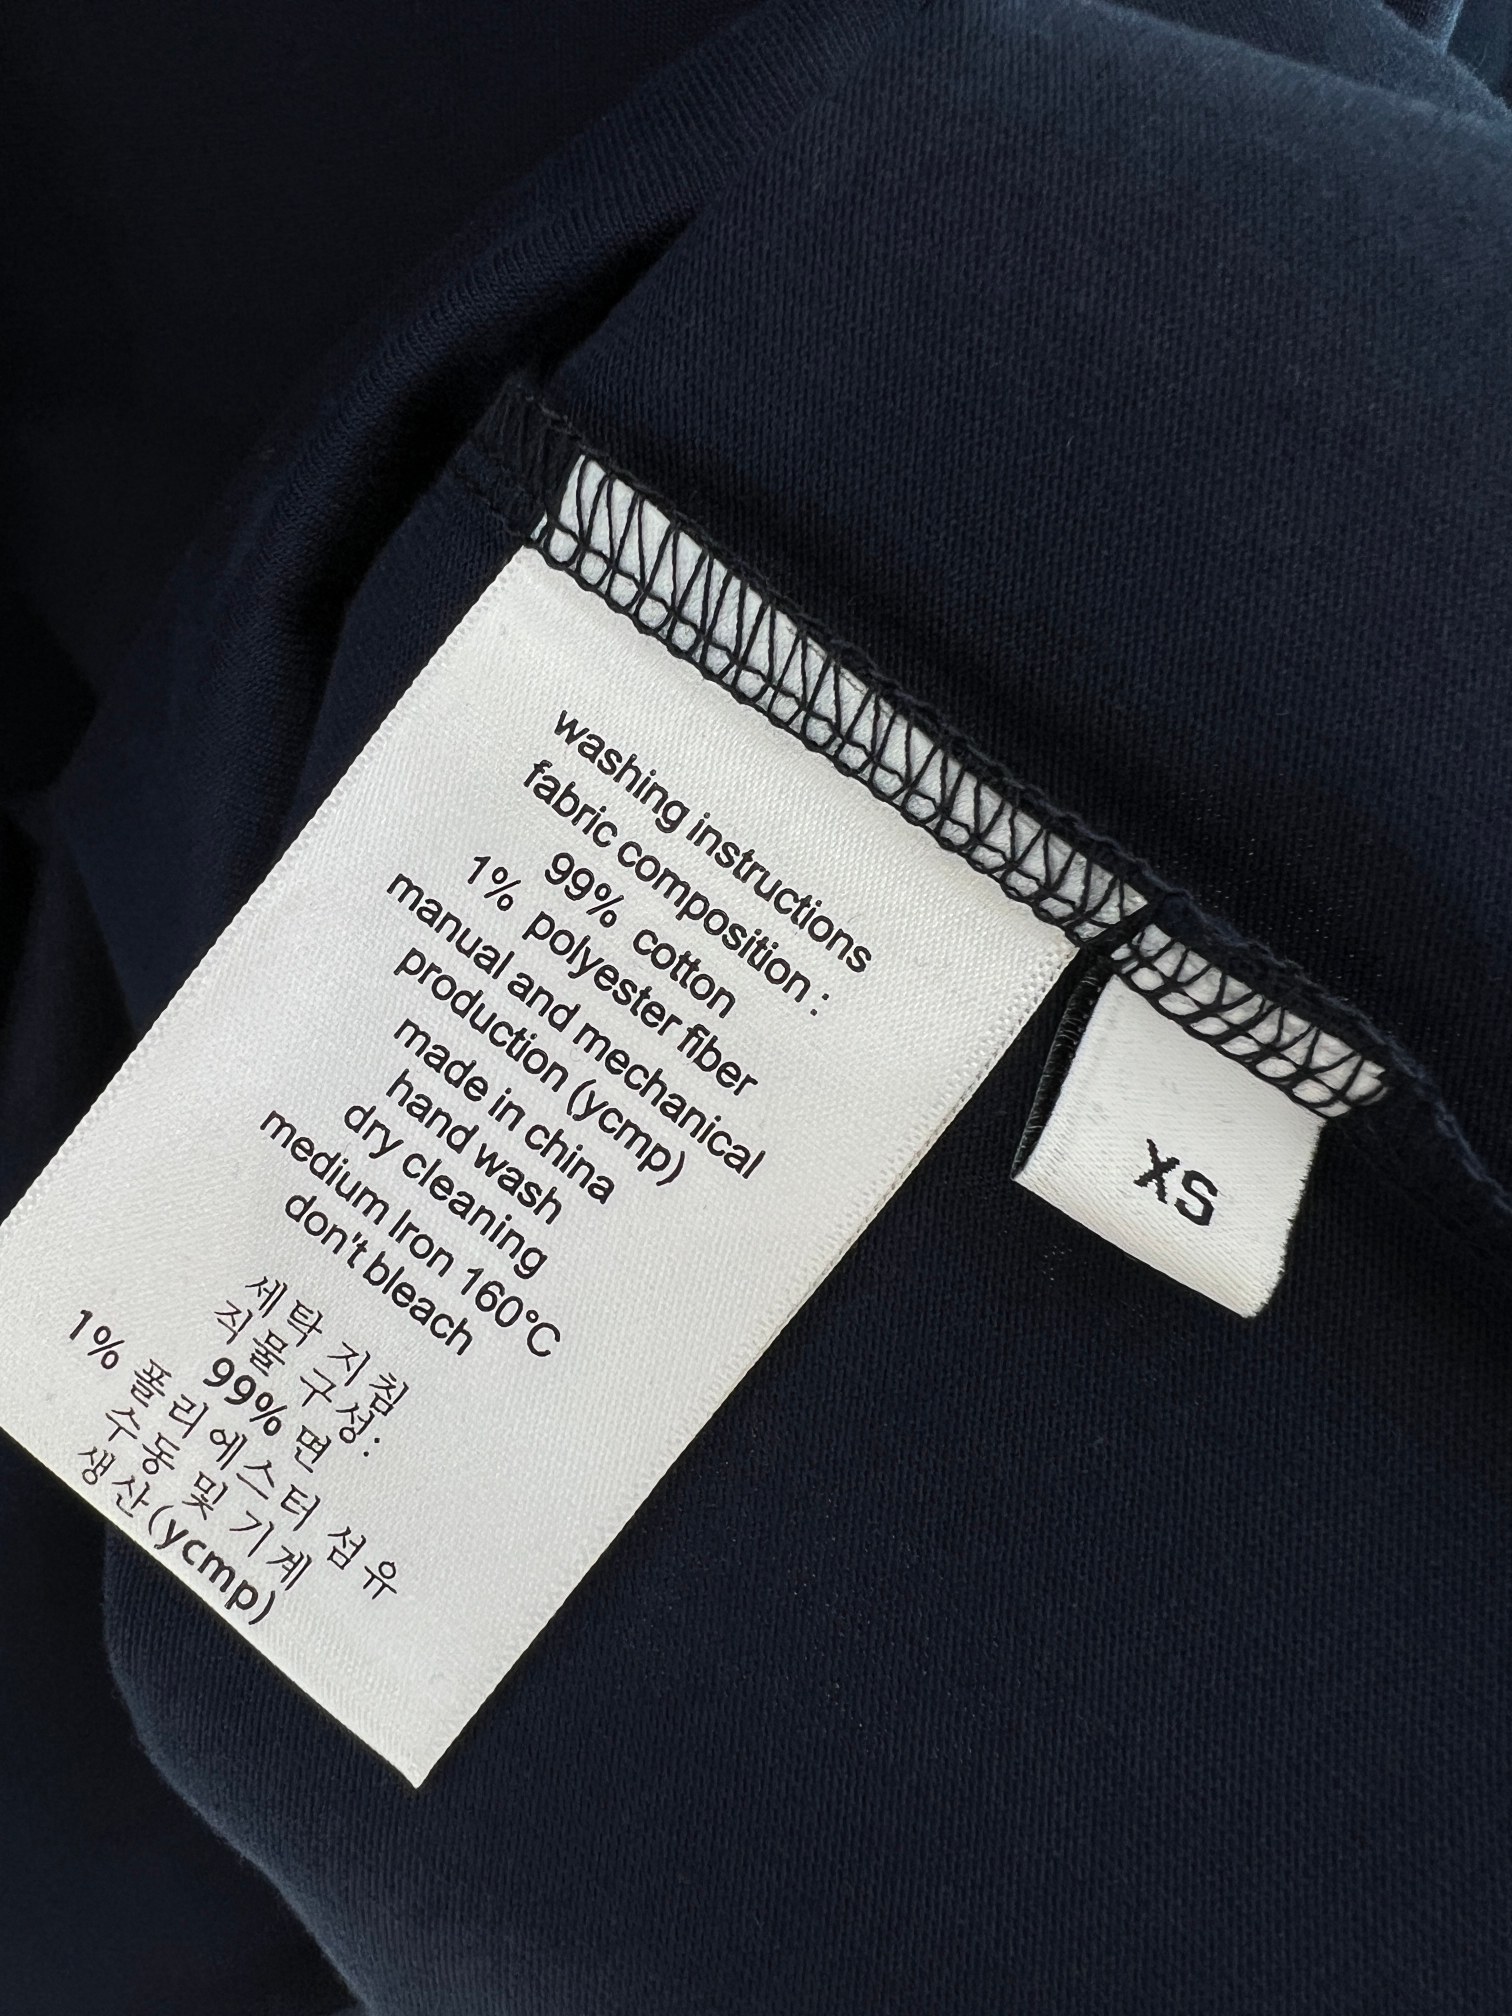 washing instructions
fabric composition :
99% cotton
1% polyester fiber
manual and mechanical
production (ycmp)
made in china
hand wash
dry cleaning
medium Iron 160°C
don't bleach
세탁 지침
직물 구성:
99% 면
1% 폴리에스터 섬유
수동 및 기계
생산(ycmp)
XS